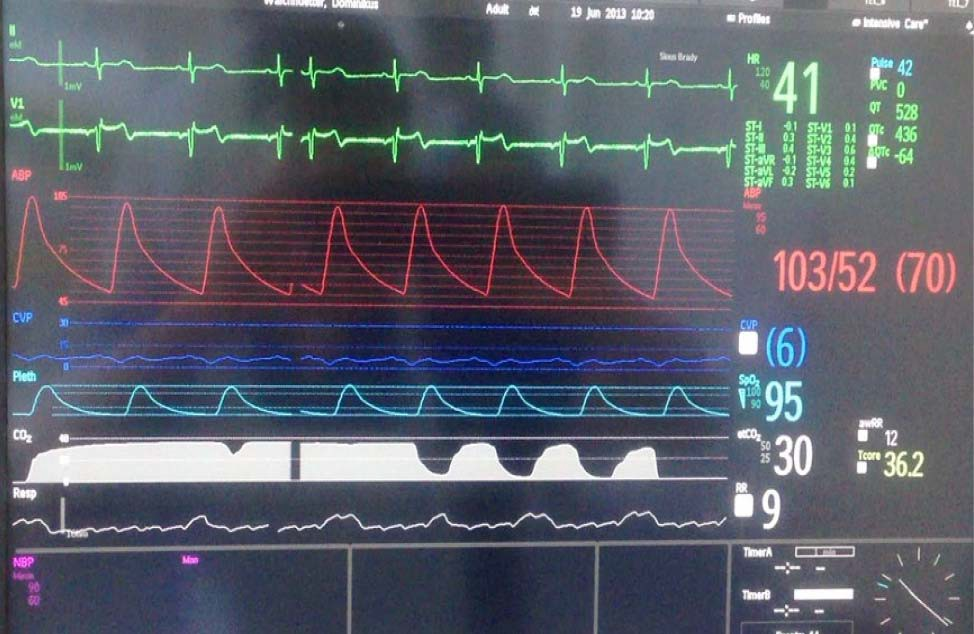 Adult 19 Jun 2013 10:20 Profiles Intensive Care"
II
1mV
Sinus Brady
HR
120
40
41
Pulse 42
PVC 0
QT 528
QTc 436
ΔQTc -64
V1
1mV
ST-I -0.1 ST-V1 0.1
ST-II 0.3 ST-V2 0.4
ST-III 0.4 ST-V3 0.6
ST-aVR -0.1 ST-V4 0.4
ST-aVL -0.2 ST-V5 0.2
ST-aVF 0.3 ST-V6 0.1
ABP
105
75
45
ABP
95
60
103/52 (70)
CVP
30
15
0
CVP
(6)
Pleth
SpO₂
100
90
95
CO₂
40
0
etCO₂
50
25
30
awRR
12
Tcore
36.2
Resp
RR
9
NBP
90
60
Man
TimerA 1 min
-:- -
TimerB
-:- -